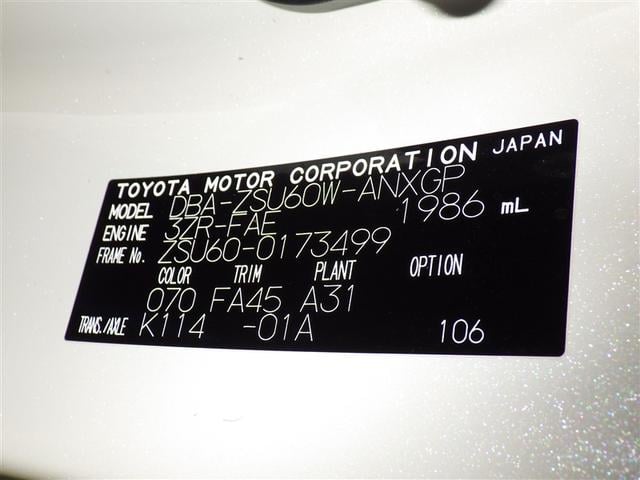 TOYOTA MOTOR CORPORATION JAPAN
MODEL DBA-ZSU60W-ANXGP
ENGINE 3ZR-FAE 1986 mL
FRAME No. ZSU60-0173499
COLOR TRIM PLANT OPTION
070 FA45 A31
TRANS./AXLE K114 -01A 106